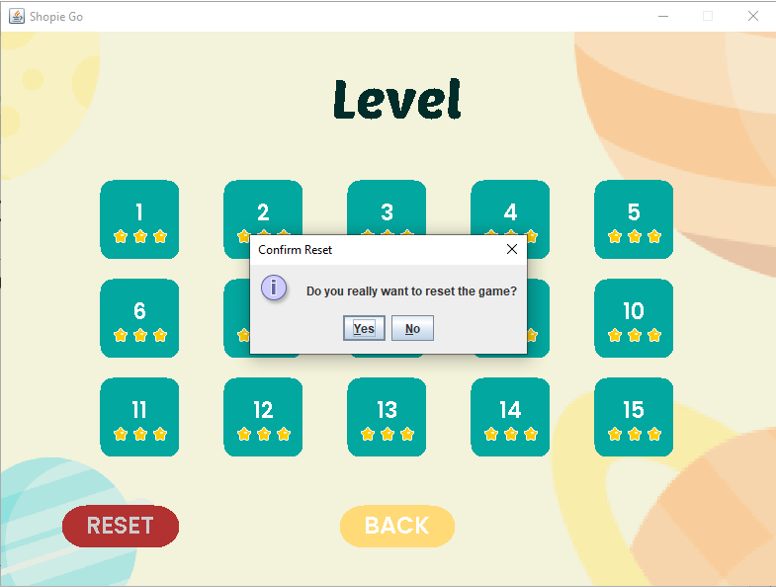 Shopie Go
Level
1 2 3 4 5
Confirm Reset
Do you really want to reset the game?
Yes No
6 10
11 12 13 14 15
RESET BACK